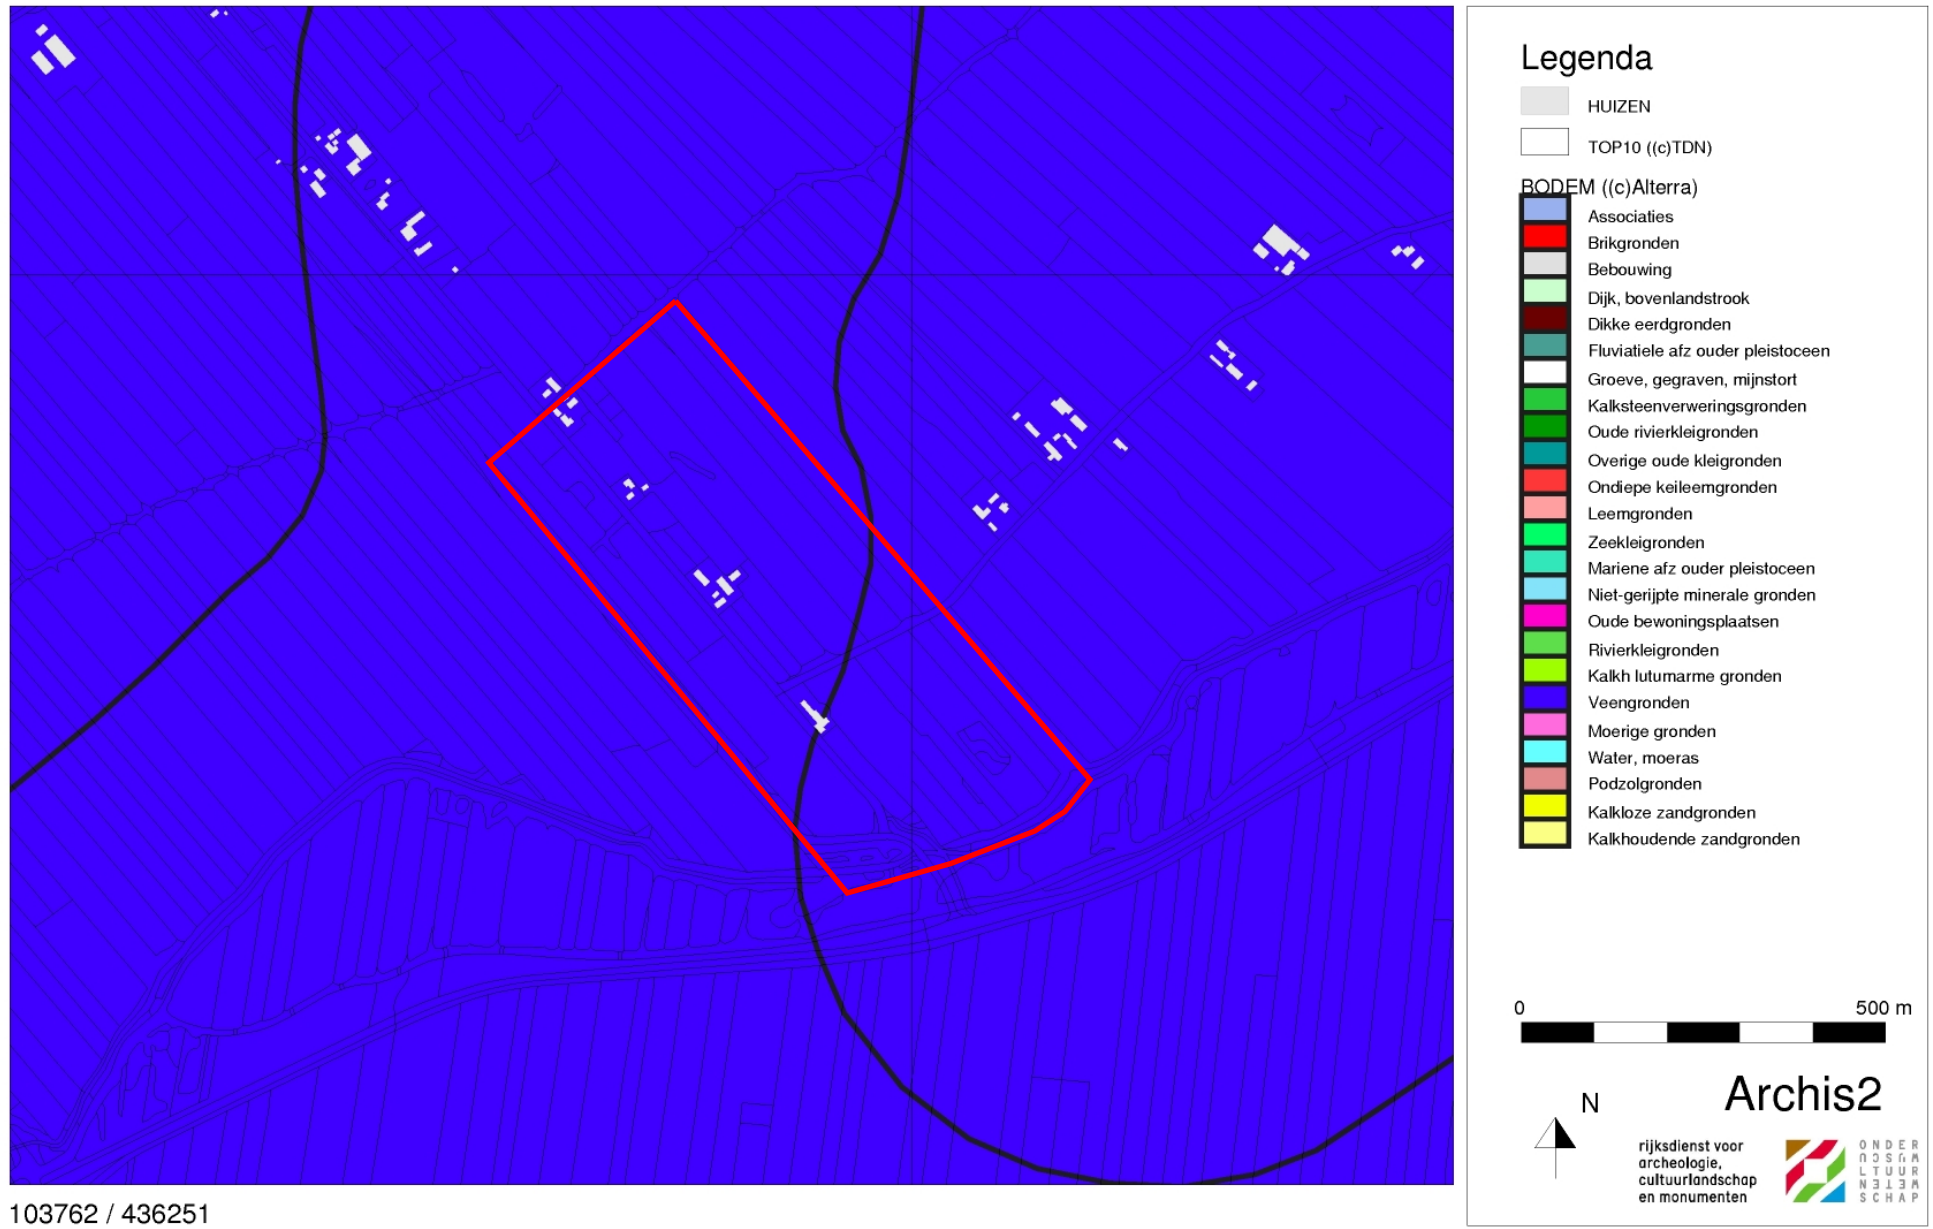 Legenda
HUIZEN
TOP10 ((c)TDN)
BODEM ((c)Alterra)
Associaties
Brikgronden
Bebouwing
Dijk, bovenlandstrook
Dikke eerdgronden
Fluviatiele afz ouder pleistoceen
Groeve, gegraven, mijnstort
Kalksteenverweringsgronden
Oude rivierkleigronden
Overige oude kleigronden
Ondiepe keileemgronden
Leemgronden
Zeekleigronden
Mariene afz ouder pleistoceen
Niet-gerijpte minerale gronden
Oude bewoningsplaatsen
Rivierkleigronden
Kalkh lutumarme gronden
Veengronden
Moerige gronden
Water, moeras
Podzolgronden
Kalkloze zandgronden
Kalkhoudende zandgronden
0 500 m
Archis2
N
rijksdienst voor
archeologie,
cultuurlandschap
en monumenten
ONDER
SCHAP
103762 / 436251